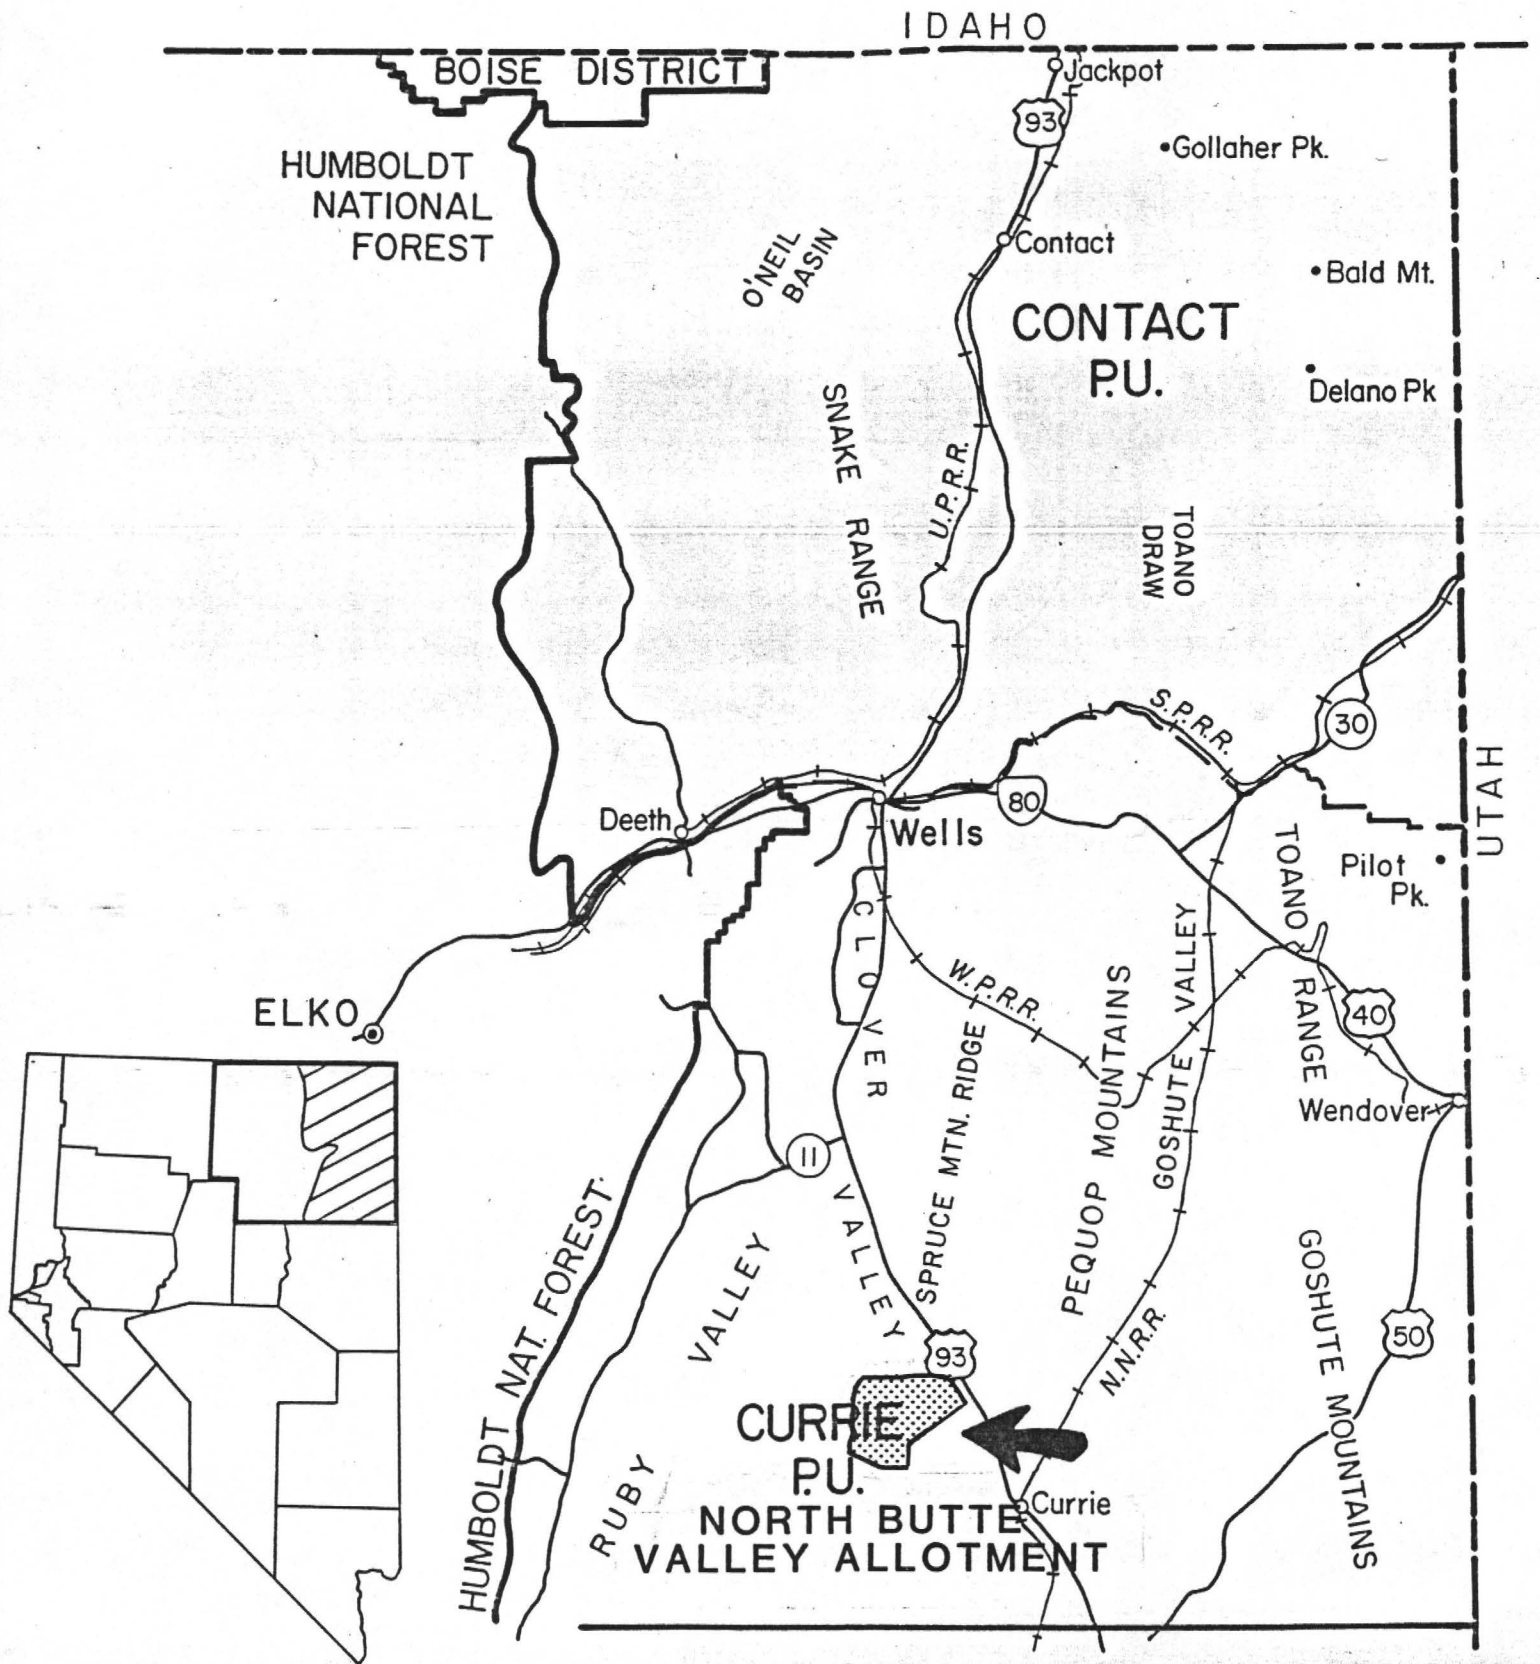 IDAHO
BOISE DISTRICT
Jackpot
93
Gollaher Pk.
HUMBOLDT
NATIONAL
FOREST
O'NEIL
BASIN
Contact
Bald Mt.
CONTACT
P.U.
Delano Pk
SNAKE RANGE
U.P.R.R.
TOANO
DRAW
S.P.R.R.
30
UTAH
80
Deeth
Wells
Pilot
Pk.
TOANO RANGE
CLOVER VALLEY
W.P.R.R.
GOSHUTE VALLEY
PEQUOP MOUNTAINS
SPRUCE MTN. RIDGE
40
ELKO
Wendover
11
RUBY VALLEY
HUMBOLDT NAT. FOREST
GOSHUTE MOUNTAINS
50
93
N.N.R.R.
CURRIE
P.U.
Currie
NORTH BUTTE
VALLEY ALLOTMENT